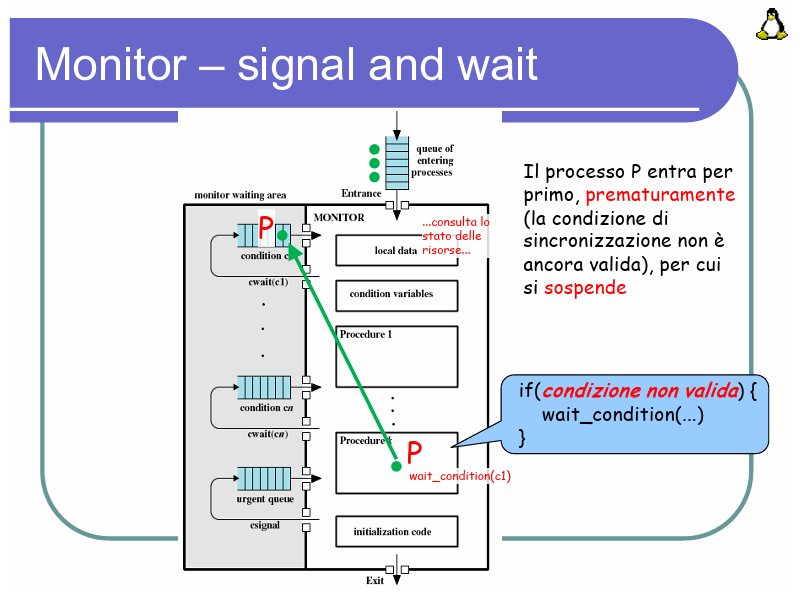 Monitor – signal and wait
queue of
entering
processes
monitor waiting area
Entrance
MONITOR
...consulta lo
stato delle
risorse...
P
condition c
local data
cwait(c1)
condition variables
Procedure 1
.
.
.
.
.
.
condition cn
cwait(cn)
Procedure k
P
wait_condition(c1)
urgent queue
csignal
initialization code
Exit
Il processo P entra per
primo, prematuramente
(la condizione di
sincronizzazione non è
ancora valida), per cui
si sospende
if(condizione non valida) {
wait_condition(...)
}